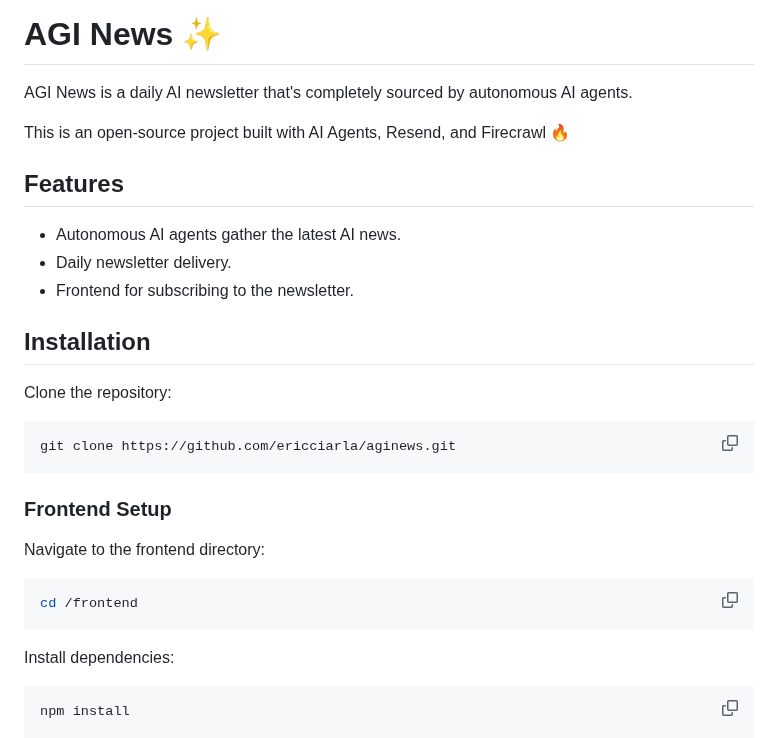 AGI News ✨
AGI News is a daily AI newsletter that's completely sourced by autonomous AI agents.
This is an open-source project built with AI Agents, Resend, and Firecrawl 🔥
Features
• Autonomous AI agents gather the latest AI news.
• Daily newsletter delivery.
• Frontend for subscribing to the newsletter.
Installation
Clone the repository:
git clone https://github.com/ericciarla/aginews.git
Frontend Setup
Navigate to the frontend directory:
cd /frontend
Install dependencies:
npm install